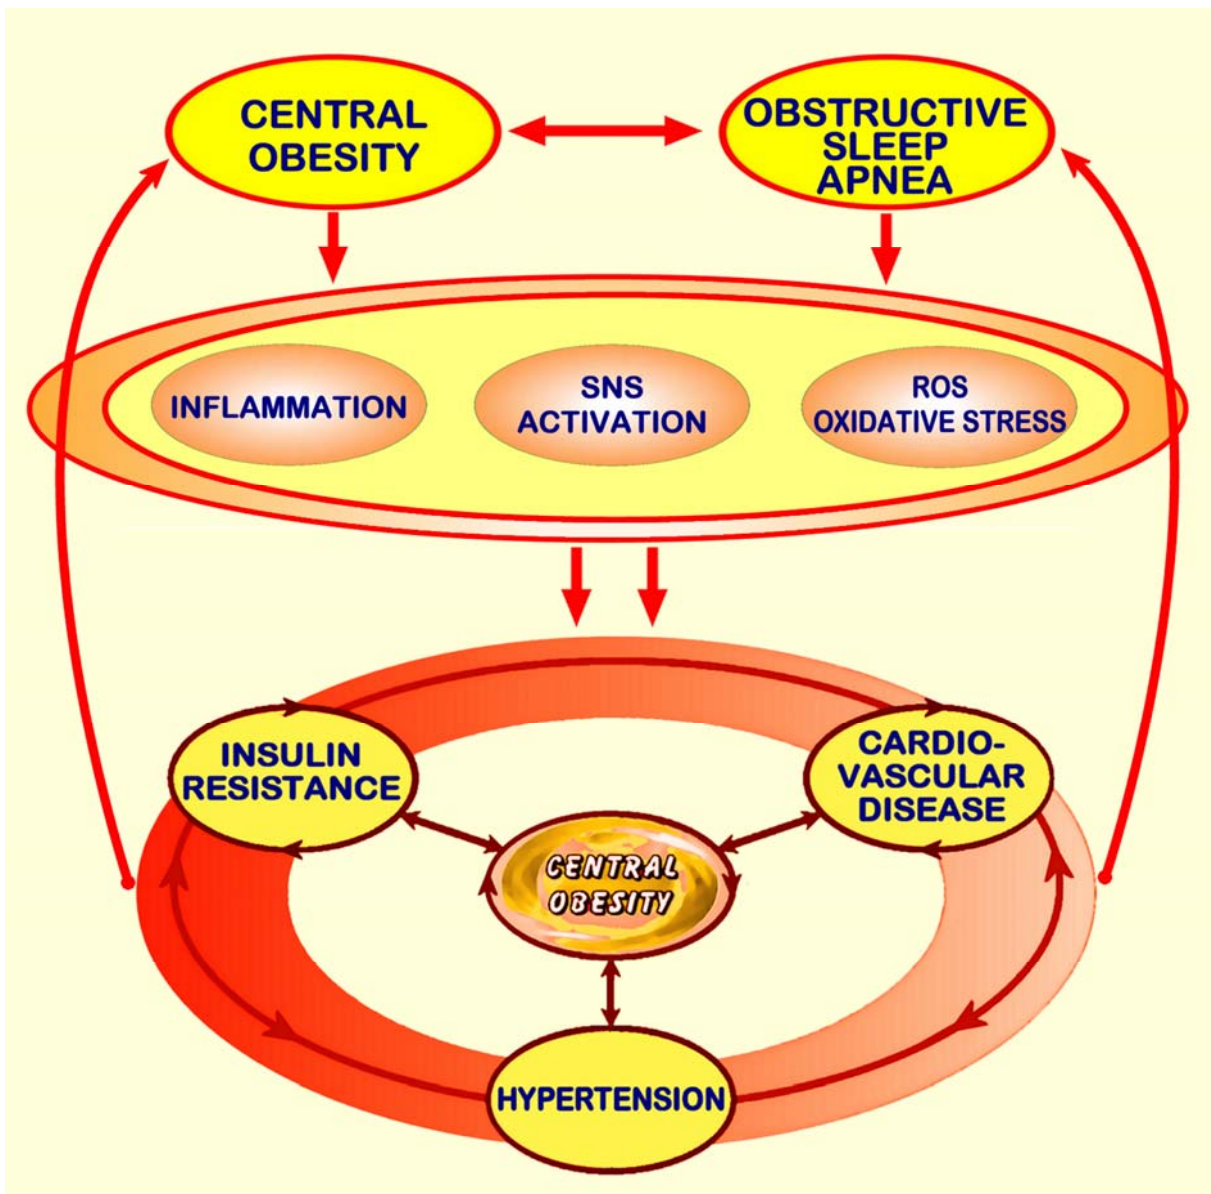 CENTRAL
OBESITY
OBSTRUCTIVE
SLEEP
APNEA
INFLAMMATION
SNS
ACTIVATION
ROS
OXIDATIVE STRESS
INSULIN
RESISTANCE
CARDIO-
VASCULAR
DISEASE
CENTRAL
OBESITY
HYPERTENSION